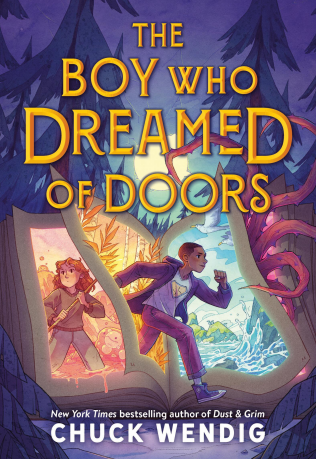 THE
BOY WHO
DREAMED
OF DOORS
New York Times bestselling author of Dust & Grim
CHUCK WENDIG